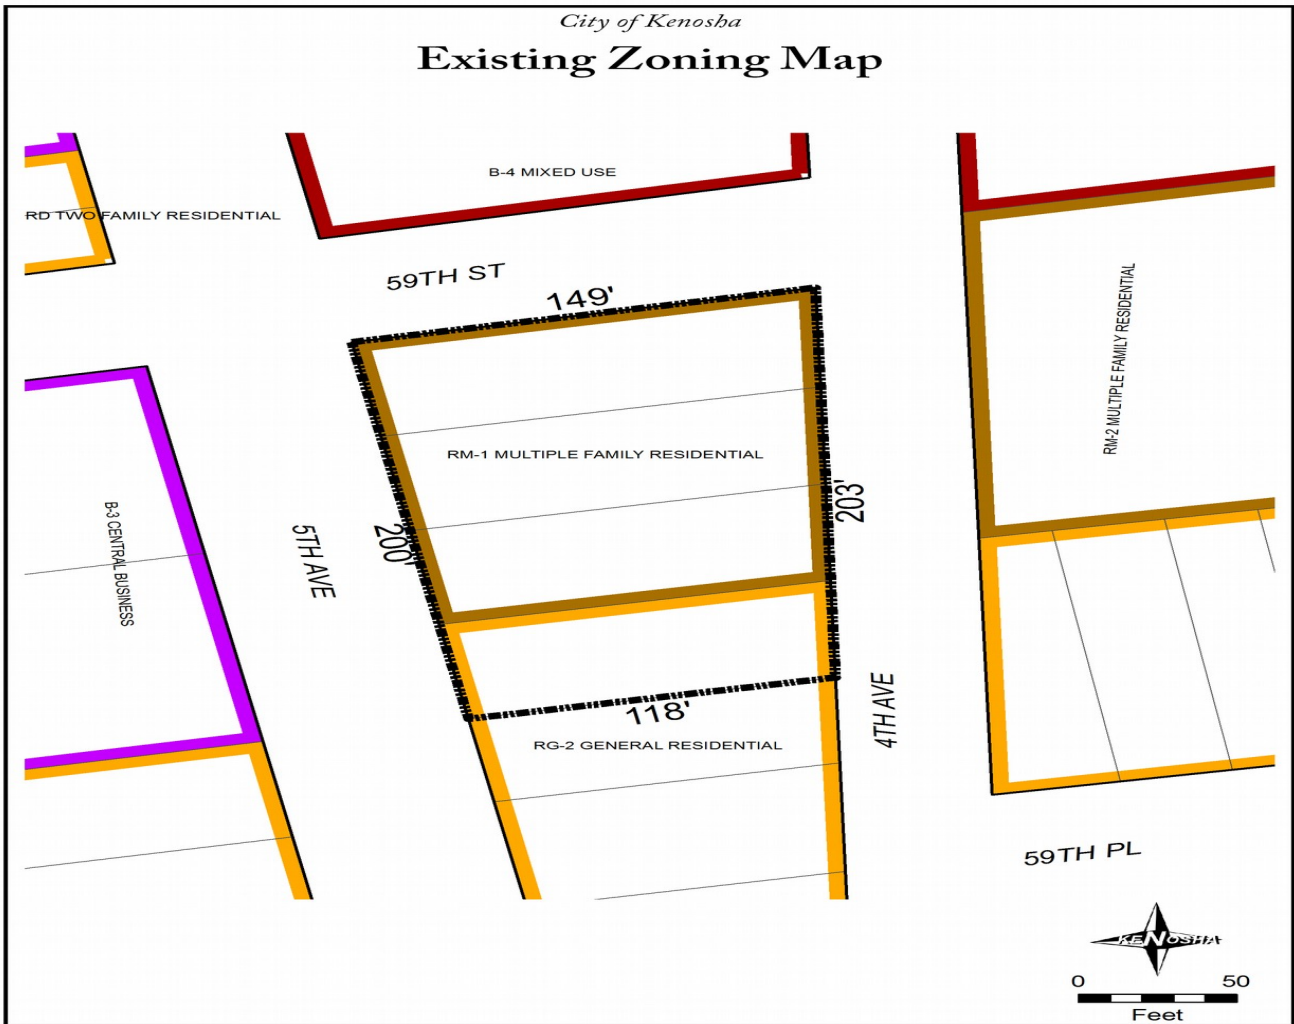 City of Kenosha
Existing Zoning Map
B-4 MIXED USE
RD TWO FAMILY RESIDENTIAL
59TH ST
149'
RM-2 MULTIPLE FAMILY RESIDENTIAL
RM-1 MULTIPLE FAMILY RESIDENTIAL
203'
B-3 CENTRAL BUSINESS
5TH AVE
200'
118'
4TH AVE
RG-2 GENERAL RESIDENTIAL
59TH PL
KENOSHA
0 50
Feet